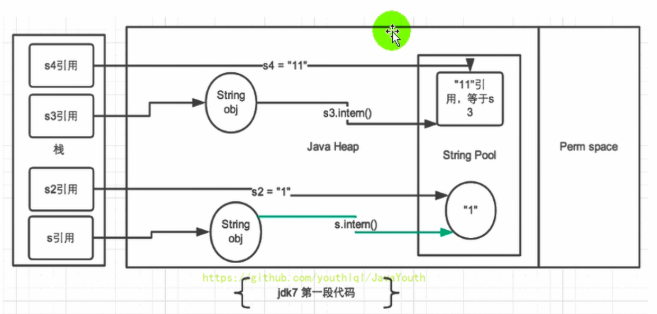 s4引用
s4 = "11"
s3引用
String
obj
s3.intern()
"11"引
用，等于s
3
栈
Java Heap
String Pool
Perm space
s2引用
s2 = "1"
s引用
String
obj
s.intern()
"1"
https://github.com/youthlql/JavaYouth
jdk7 第一段代码